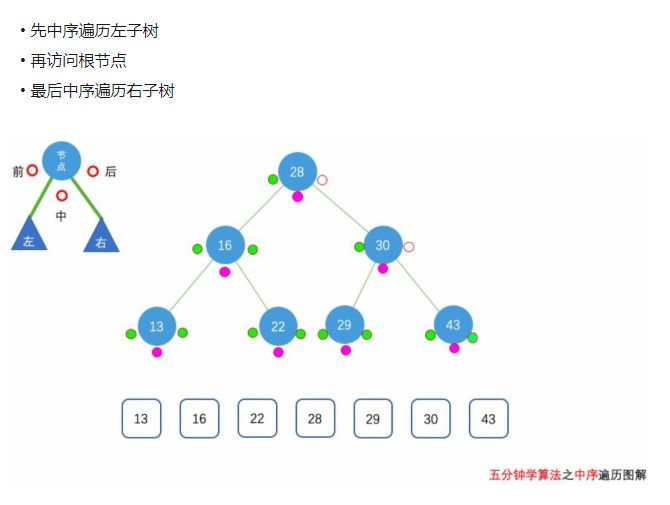 • 先中序遍历左子树
• 再访问根节点
• 最后中序遍历右子树
节点
前 后
中
左 右
28
16 30
13 22 29 43
13 16 22 28 29 30 43
五分钟学算法之中序遍历图解